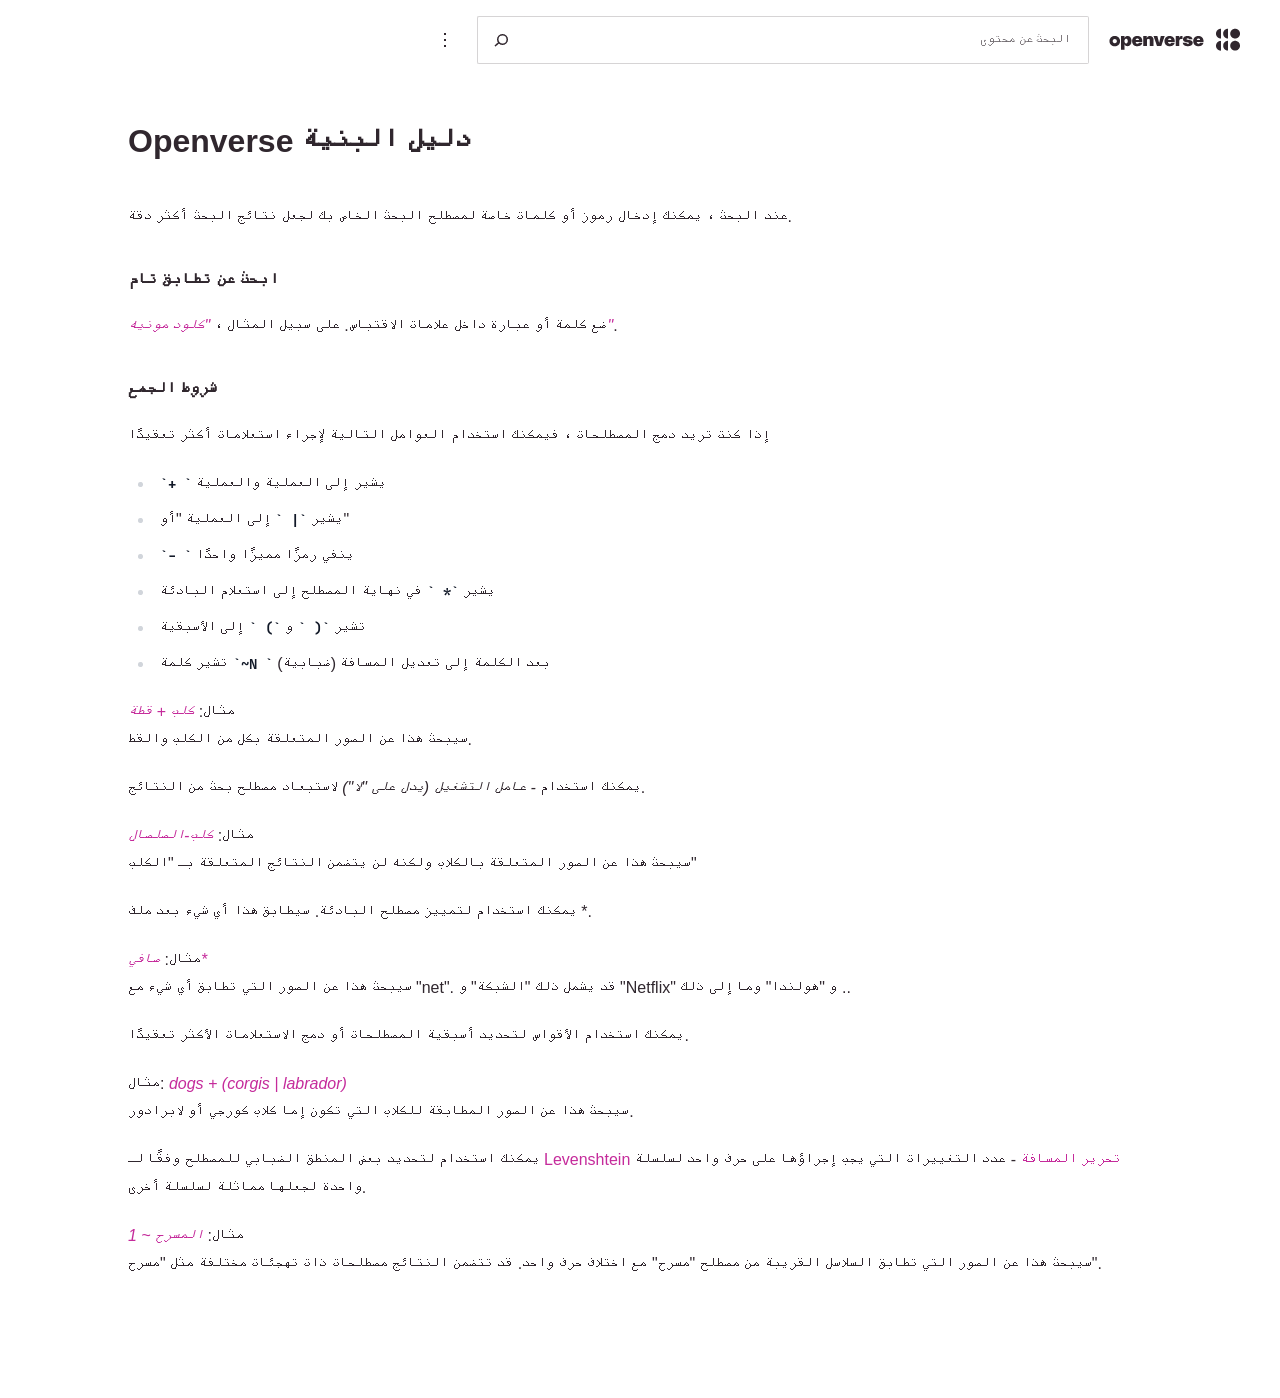 openverse
البحث عن محتوى
دليل البنية Openverse
عند البحث ، يمكنك إدخال رموز أو كلمات خاصة لمصطلح البحث الخاص بك لجعل نتائج البحث أكثر دقة.
ابحث عن تطابق تام
ضع كلمة أو عبارة داخل علامات الاقتباس. على سبيل المثال ، "كلود مونية".
شروط الجمع
إذا كنت تريد دمج المصطلحات ، فيمكنك استخدام العوامل التالية لإجراء استعلامات أكثر تعقيدًا
يشير إلى العملية والعملية ` +`
يشير `| ` إلى العملية "أو"
ينفي رمزًا مميزًا واحدًا ` -`
يشير `* ` في نهاية المصطلح إلى استعلام البادئة
تشير `( ` و `) ` إلى الأسبقية
بعد الكلمة إلى تعديل المسافة (ضبابية) ` ~N` تشير كلمة
مثال: كلب + قطة
سيبحث هذا عن الصور المتعلقة بكل من الكلب والقط.
يمكنك استخدام - عامل التشغيل (يدل على "لا") لاستبعاد مصطلح بحث من النتائج.
مثال: كلب-الصلصال
سيبحث هذا عن الصور المتعلقة بالكلاب ولكنه لن يتضمن النتائج المتعلقة بـ "الكلب"
يمكنك استخدام لتمييز مصطلح البادئة. سيطابق هذا أي شيء بعد ملف *.
مثال: صافي*
سيبحث هذا عن الصور التي تطابق أي شيء مع "net". قد يشمل ذلك "الشبكة" و "Netflix" و "هولندا" وما إلى ذلك ..
يمكنك استخدام الأقواس لتحديد أسبقية المصطلحات أو دمج الاستعلامات الأكثر تعقيدًا.
مثال: dogs + (corgis | labrador)
سيبحث هذا عن الصور المطابقة للكلاب التي تكون إما كلاب كورجي أو لابرادور.
يمكنك استخدام لتحديد بعض المنطق الضبابي للمصطلح وفقًا لـ Levenshtein تحرير المسافة - عدد التغييرات التي يجب إجراؤها على حرف واحد لسلسلة
واحدة لجعلها مماثلة لسلسلة أخرى.
مثال: المسرح ~ 1
سيبحث هذا عن الصور التي تطابق السلاسل القريبة من مصطلح "مسرح" مع اختلاف حرف واحد. قد تتضمن النتائج مصطلحات ذات تهجئات مختلفة مثل "مسرح".